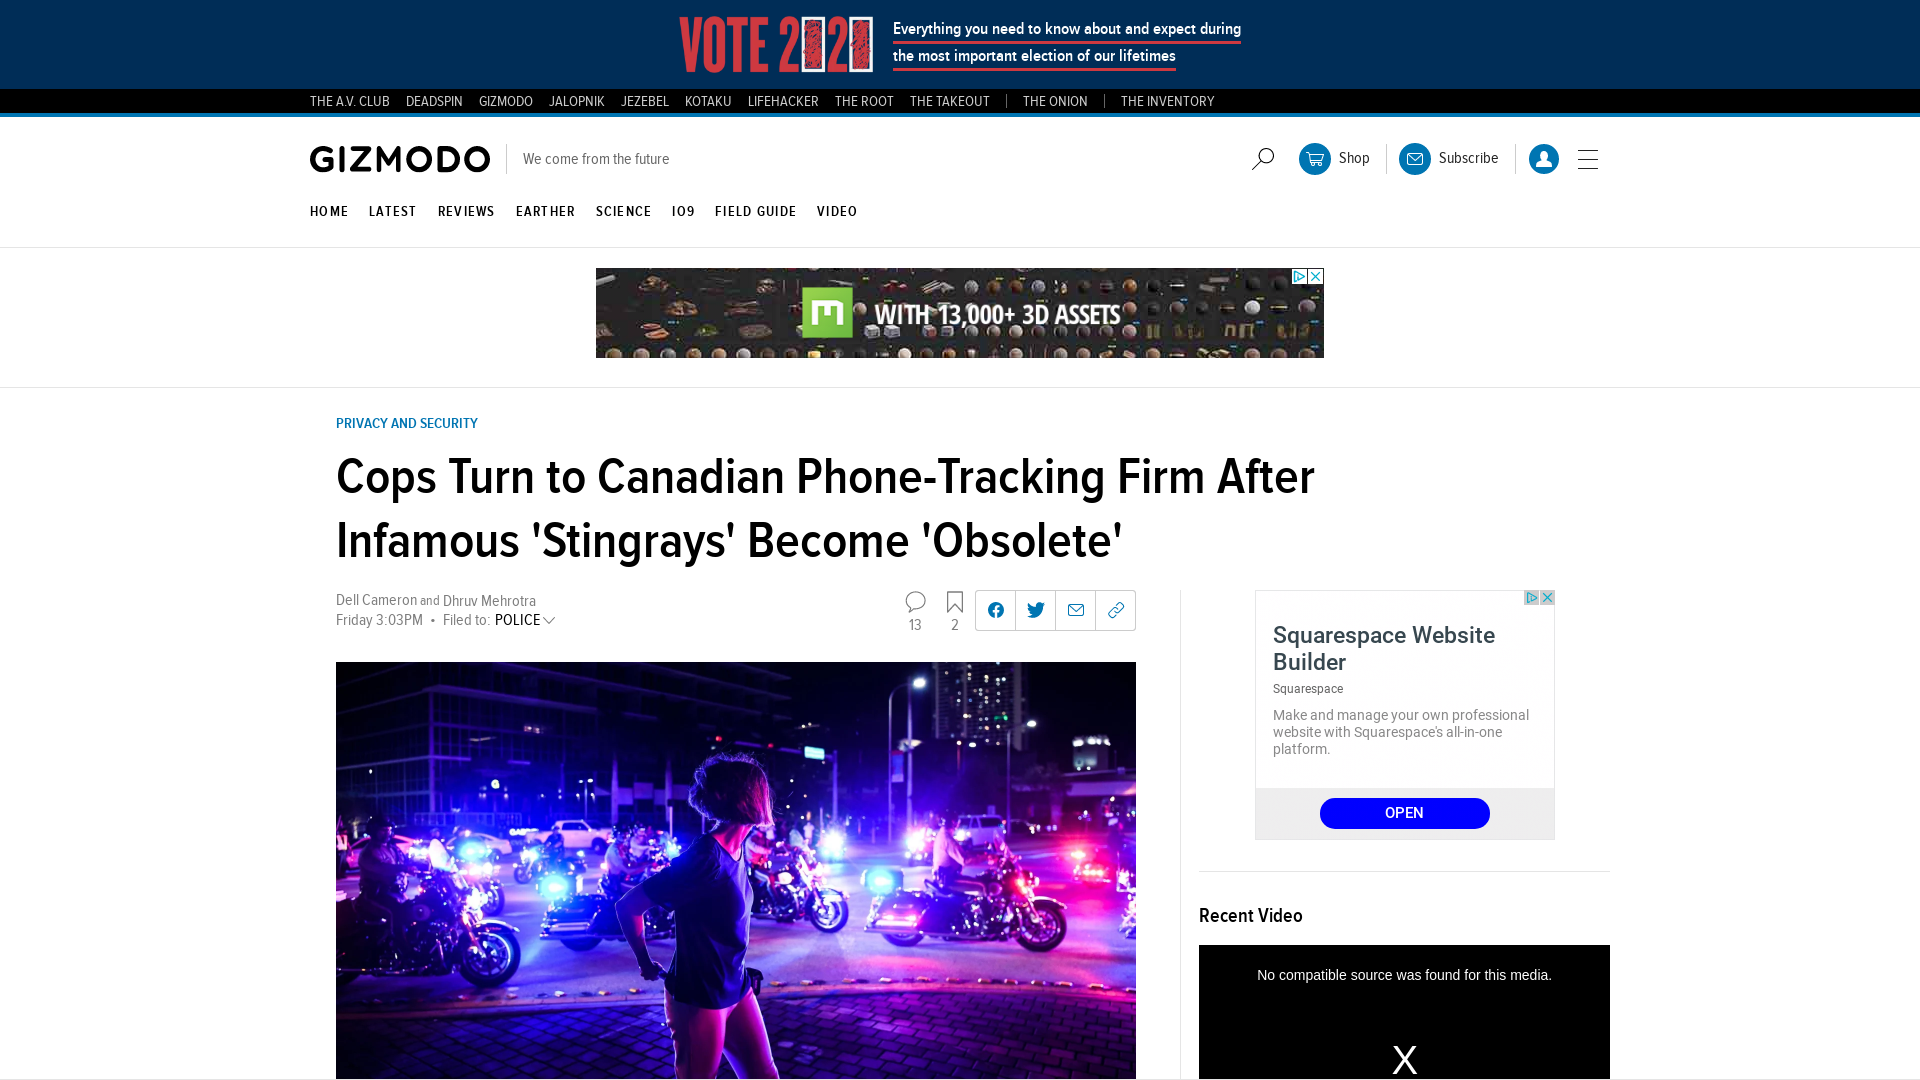 VOTE 2020
Everything you need to know about and expect during
the most important election of our lifetimes
THE A.V. CLUB DEADSPIN GIZMODO JALOPNIK JEZEBEL KOTAKU LIFEHACKER THE ROOT THE TAKEOUT THE ONION THE INVENTORY
GIZMODO We come from the future Shop Subscribe
HOME LATEST REVIEWS EARTHER SCIENCE IO9 FIELD GUIDE VIDEO
WITH 13,000+ 3D ASSETS
PRIVACY AND SECURITY
Cops Turn to Canadian Phone-Tracking Firm After
Infamous 'Stingrays' Become 'Obsolete'
Dell Cameron and Dhruv Mehrotra
Friday 3:03PM • Filed to: POLICE
13 2
Squarespace Website
Builder
Squarespace
Make and manage your own professional
website with Squarespace's all-in-one
platform.
OPEN
Recent Video
No compatible source was found for this media.
X